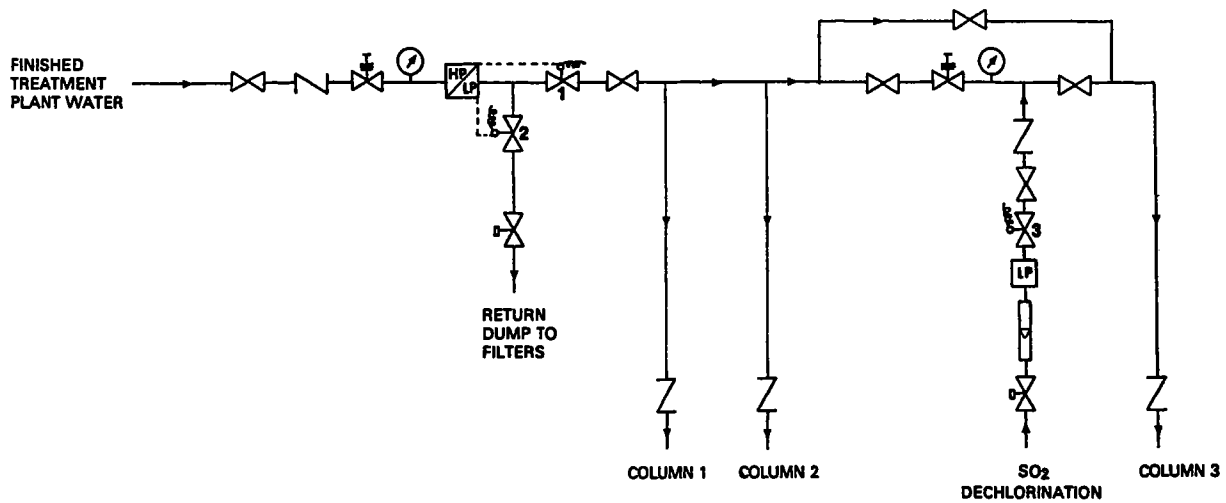 FINISHED
TREATMENT
PLANT WATER
HP
LP
1
2
RETURN
DUMP TO
FILTERS
3
LP
COLUMN 1
COLUMN 2
SO₂
DECHLORINATION
COLUMN 3